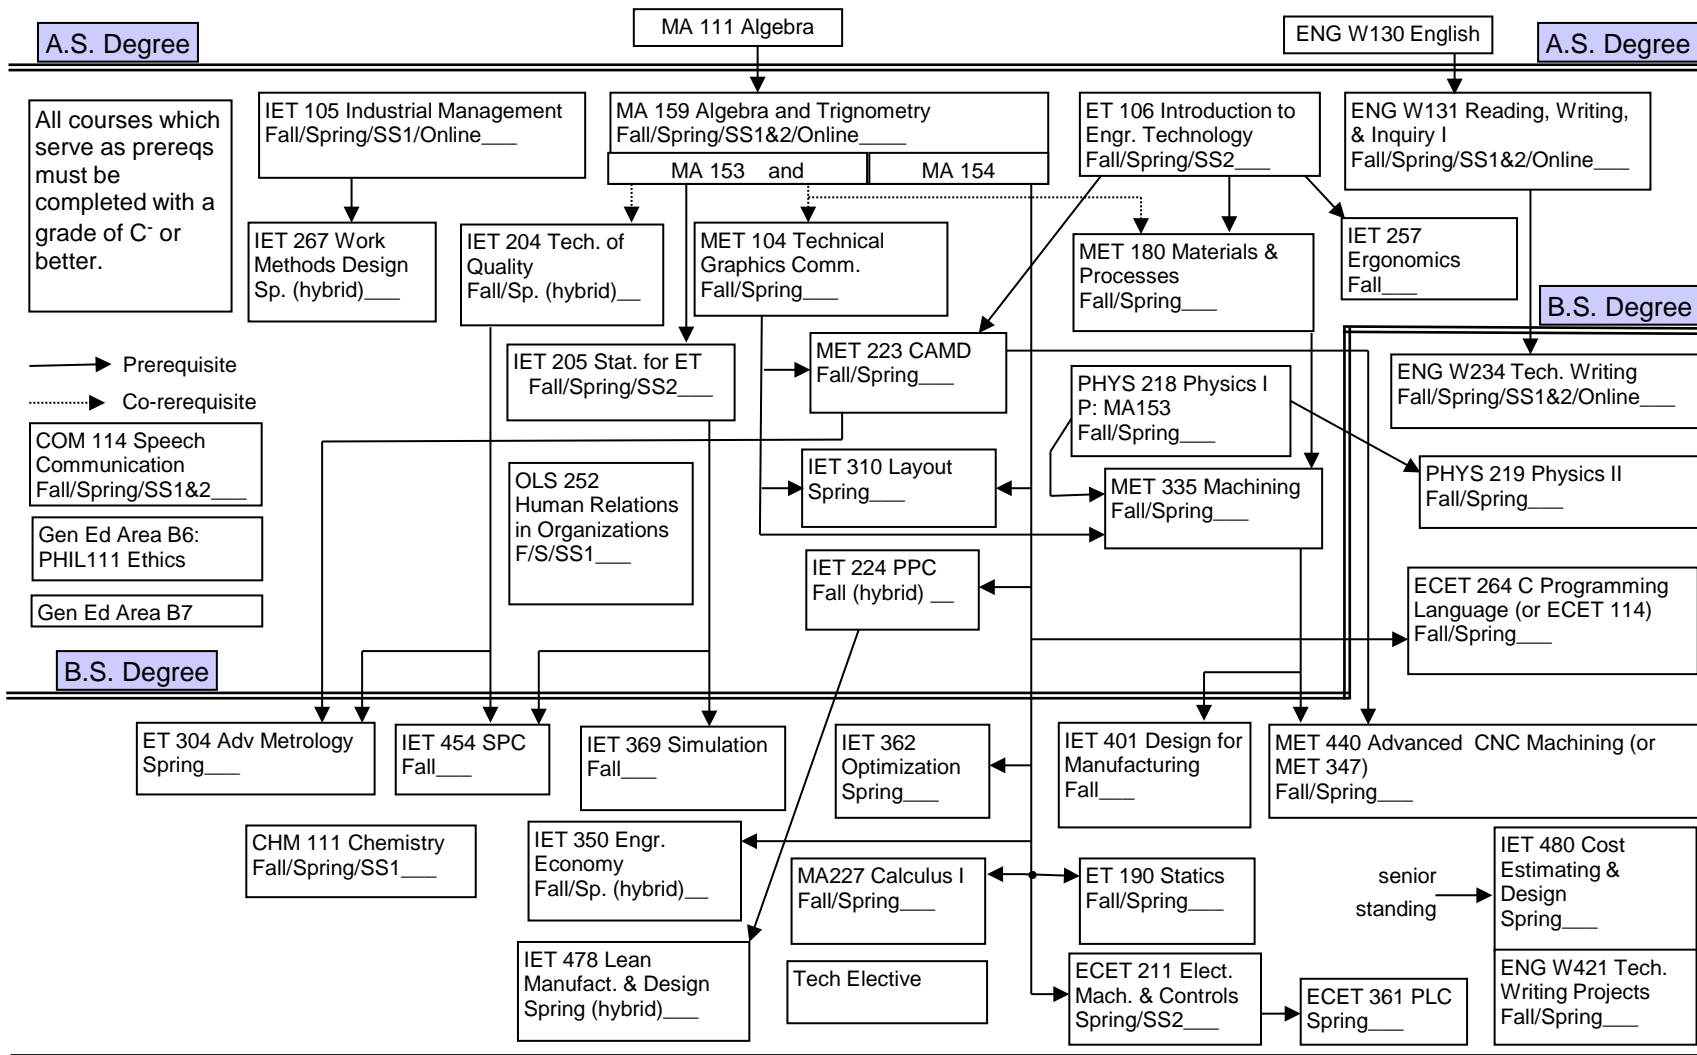 A.S. Degree
MA 111 Algebra
ENG W130 English
A.S. Degree
All courses which
serve as prereqs
must be
completed with a
grade of C- or
better.
IET 105 Industrial Management
Fall/Spring/SS1/Online___
MA 159 Algebra and Trignometry
Fall/Spring/SS1&2/Online_____
MA 153 and
MA 154
ET 106 Introduction to
Engr. Technology
Fall/Spring/SS2___
ENG W131 Reading, Writing,
& Inquiry I
Fall/Spring/SS1&2/Online___
IET 267 Work
Methods Design
Sp. (hybrid)___
IET 204 Tech. of
Quality
Fall/Sp. (hybrid)__
MET 104 Technical
Graphics Comm.
Fall/Spring___
MET 180 Materials &
Processes
Fall/Spring___
IET 257
Ergonomics
Fall___
B.S. Degree
Prerequisite
Co-rerequisite
IET 205 Stat. for ET
Fall/Spring/SS2___
MET 223 CAMD
Fall/Spring___
PHYS 218 Physics I
P: MA153
Fall/Spring___
ENG W234 Tech. Writing
Fall/Spring/SS1&2/Online___
COM 114 Speech
Communication
Fall/Spring/SS1&2___
OLS 252
Human Relations
in Organizations
F/S/SS1___
IET 310 Layout
Spring___
MET 335 Machining
Fall/Spring___
PHYS 219 Physics II
Fall/Spring___
Gen Ed Area B6:
PHIL111 Ethics
IET 224 PPC
Fall (hybrid) __
ECET 264 C Programming
Language (or ECET 114)
Fall/Spring___
Gen Ed Area B7
B.S. Degree
ET 304 Adv Metrology
Spring___
IET 454 SPC
Fall___
IET 369 Simulation
Fall___
IET 362
Optimization
Spring___
IET 401 Design for
Manufacturing
Fall___
MET 440 Advanced CNC Machining (or
MET 347)
Fall/Spring___
CHM 111 Chemistry
Fall/Spring/SS1___
IET 350 Engr.
Economy
Fall/Sp. (hybrid)__
MA227 Calculus I
Fall/Spring___
ET 190 Statics
Fall/Spring___
senior
standing
IET 480 Cost
Estimating &
Design
Spring___
IET 478 Lean
Manufact. & Design
Spring (hybrid)___
Tech Elective
ECET 211 Elect.
Mach. & Controls
Spring/SS2___
ECET 361 PLC
Spring___
ENG W421 Tech.
Writing Projects
Fall/Spring___